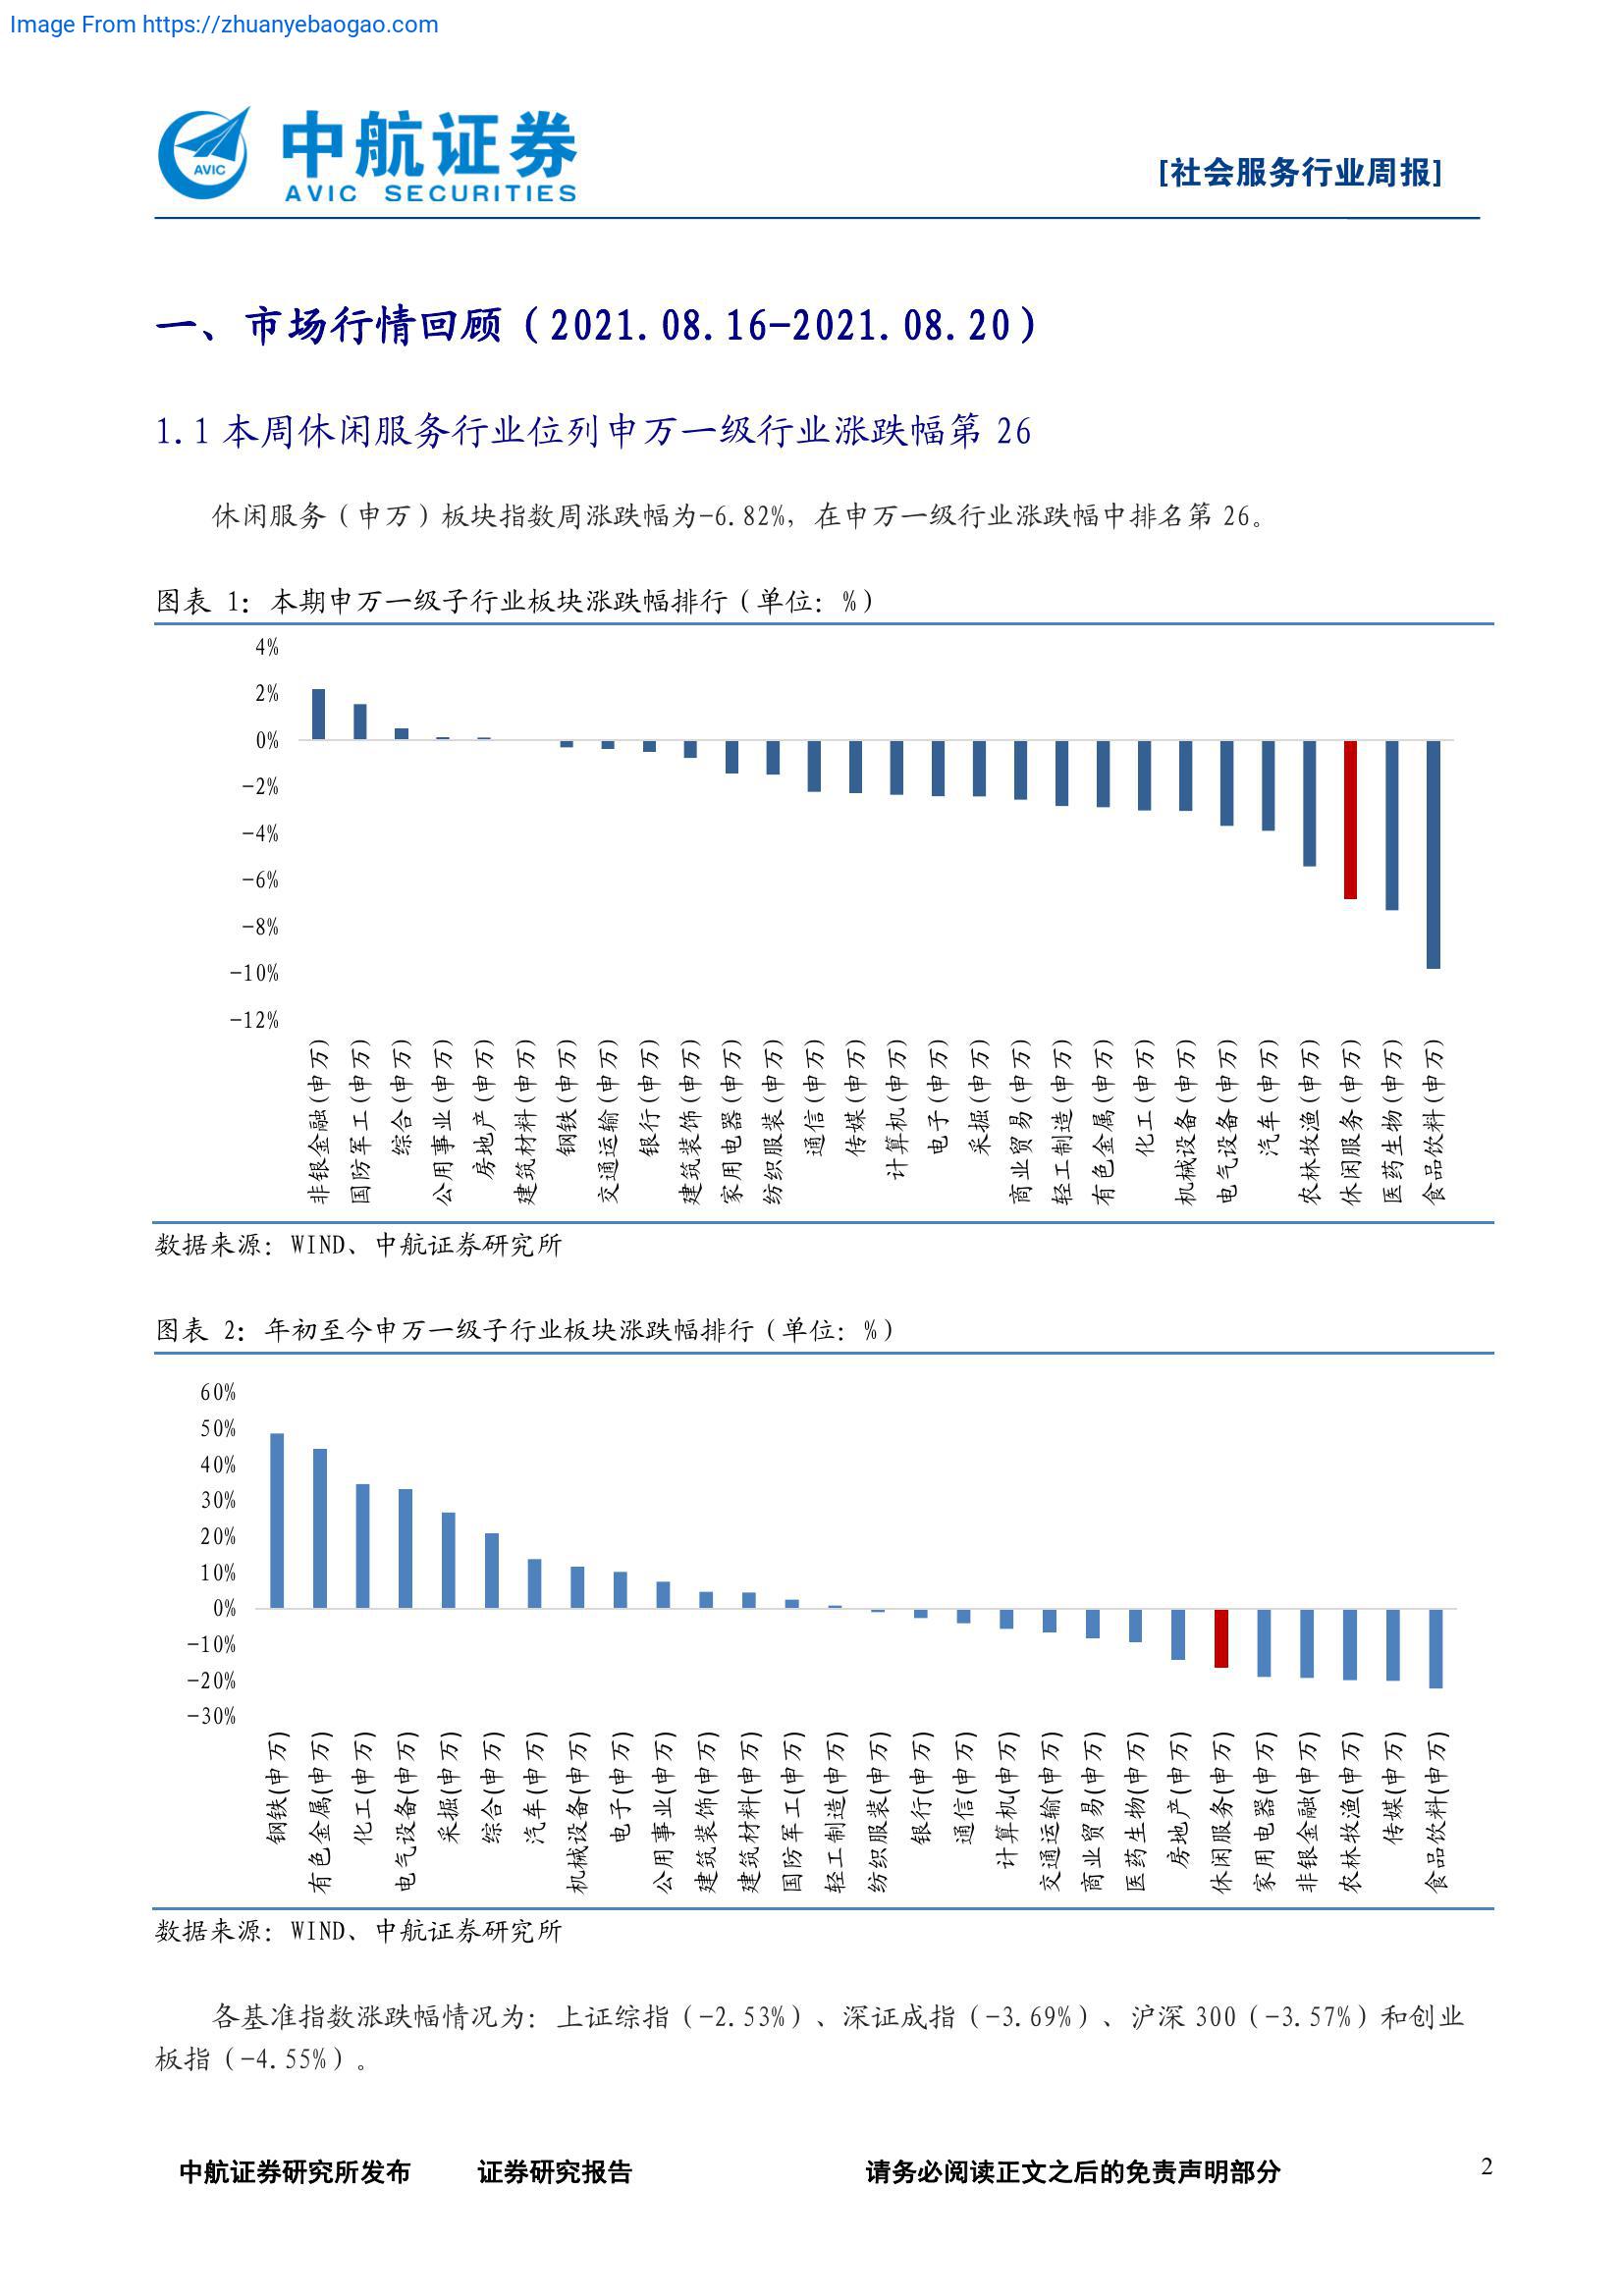 Image From https://zhuanyebaogao.com
AVIC
中航证券
AVIC SECURITIES
[社会服务行业周报]
一、市场行情回顾（2021.08.16-2021.08.20）
1.1 本周休闲服务行业位列申万一级行业涨跌幅第 26
休闲服务（申万）板块指数周涨跌幅为-6.82%，在申万一级行业涨跌幅中排名第 26。
图表 1：本期申万一级子行业板块涨跌幅排行（单位：%）
4%
2%
0%
-2%
-4%
-6%
-8%
-10%
-12%
非银金融(申万)
国防军工(申万)
综合(申万)
公用事业(申万)
房地产(申万)
建筑材料(申万)
钢铁(申万)
交通运输(申万)
银行(申万)
建筑装饰(申万)
家用电器(申万)
纺织服装(申万)
通信(申万)
传媒(申万)
计算机(申万)
电子(申万)
采掘(申万)
商业贸易(申万)
轻工制造(申万)
有色金属(申万)
化工(申万)
机械设备(申万)
电气设备(申万)
汽车(申万)
农林牧渔(申万)
休闲服务(申万)
医药生物(申万)
食品饮料(申万)
数据来源：WIND、中航证券研究所
图表 2：年初至今申万一级子行业板块涨跌幅排行（单位：%）
60%
50%
40%
30%
20%
10%
0%
-10%
-20%
-30%
钢铁(申万)
有色金属(申万)
化工(申万)
电气设备(申万)
采掘(申万)
综合(申万)
汽车(申万)
机械设备(申万)
电子(申万)
公用事业(申万)
建筑装饰(申万)
建筑材料(申万)
国防军工(申万)
轻工制造(申万)
纺织服装(申万)
银行(申万)
通信(申万)
计算机(申万)
交通运输(申万)
商业贸易(申万)
医药生物(申万)
房地产(申万)
休闲服务(申万)
家用电器(申万)
非银金融(申万)
农林牧渔(申万)
传媒(申万)
食品饮料(申万)
数据来源：WIND、中航证券研究所
各基准指数涨跌幅情况为：上证综指（-2.53%）、深证成指（-3.69%）、沪深 300（-3.57%）和创业
板指（-4.55%）。
中航证券研究所发布 证券研究报告 请务必阅读正文之后的免责声明部分 2